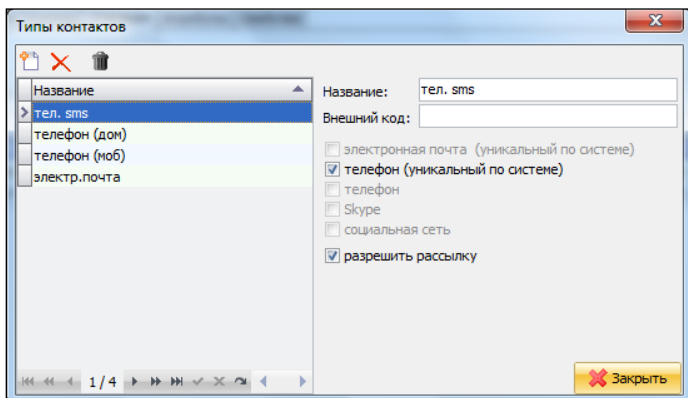 Типы контактов
Название
тел. sms
телефон (дом)
телефон (моб)
электр.почта
1 / 4
Название: тел. sms
Внешний код:
электронная почта (уникальный по системе)
телефон (уникальный по системе)
телефон
Skype
социальная сеть
разрешить рассылку
Закрыть